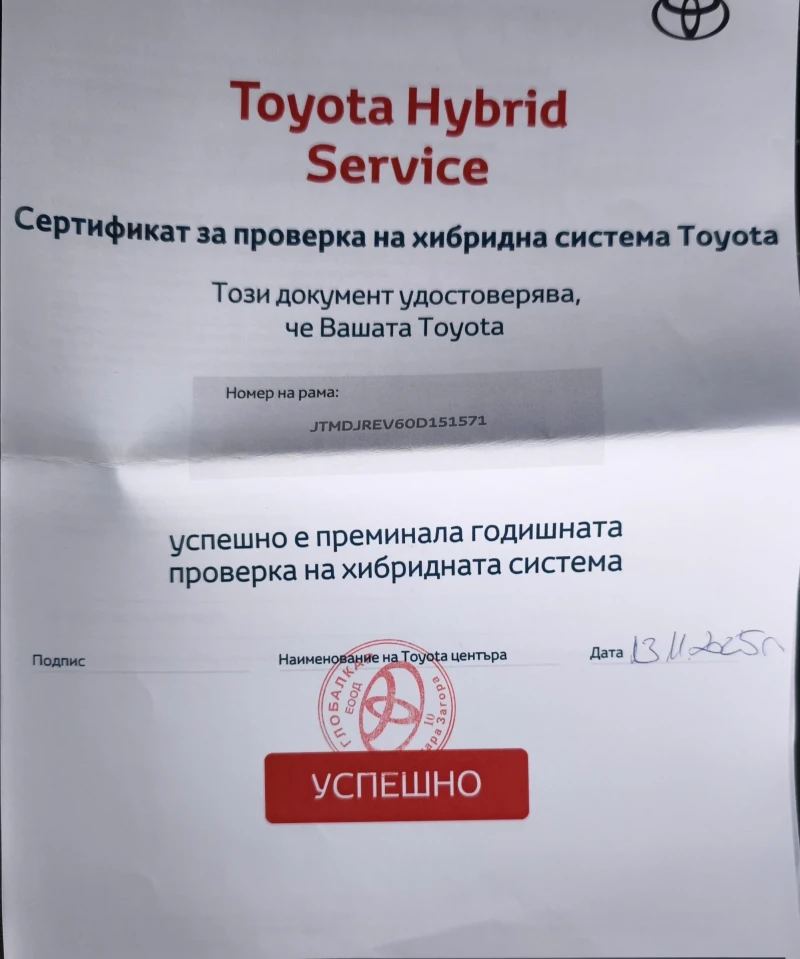 Toyota Hybrid
Service
Сертификат за проверка на хибридна система Toyota
Този документ удостоверява,
че Вашата Toyota
Номер на рама:
JTMDJREV60D151571
успешно е преминала годишната
проверка на хибридната система
Подпис
Наименование на Toyota центъра
Дата 13.11.2025г
ЕООД
10
Загора
УСПЕШНО